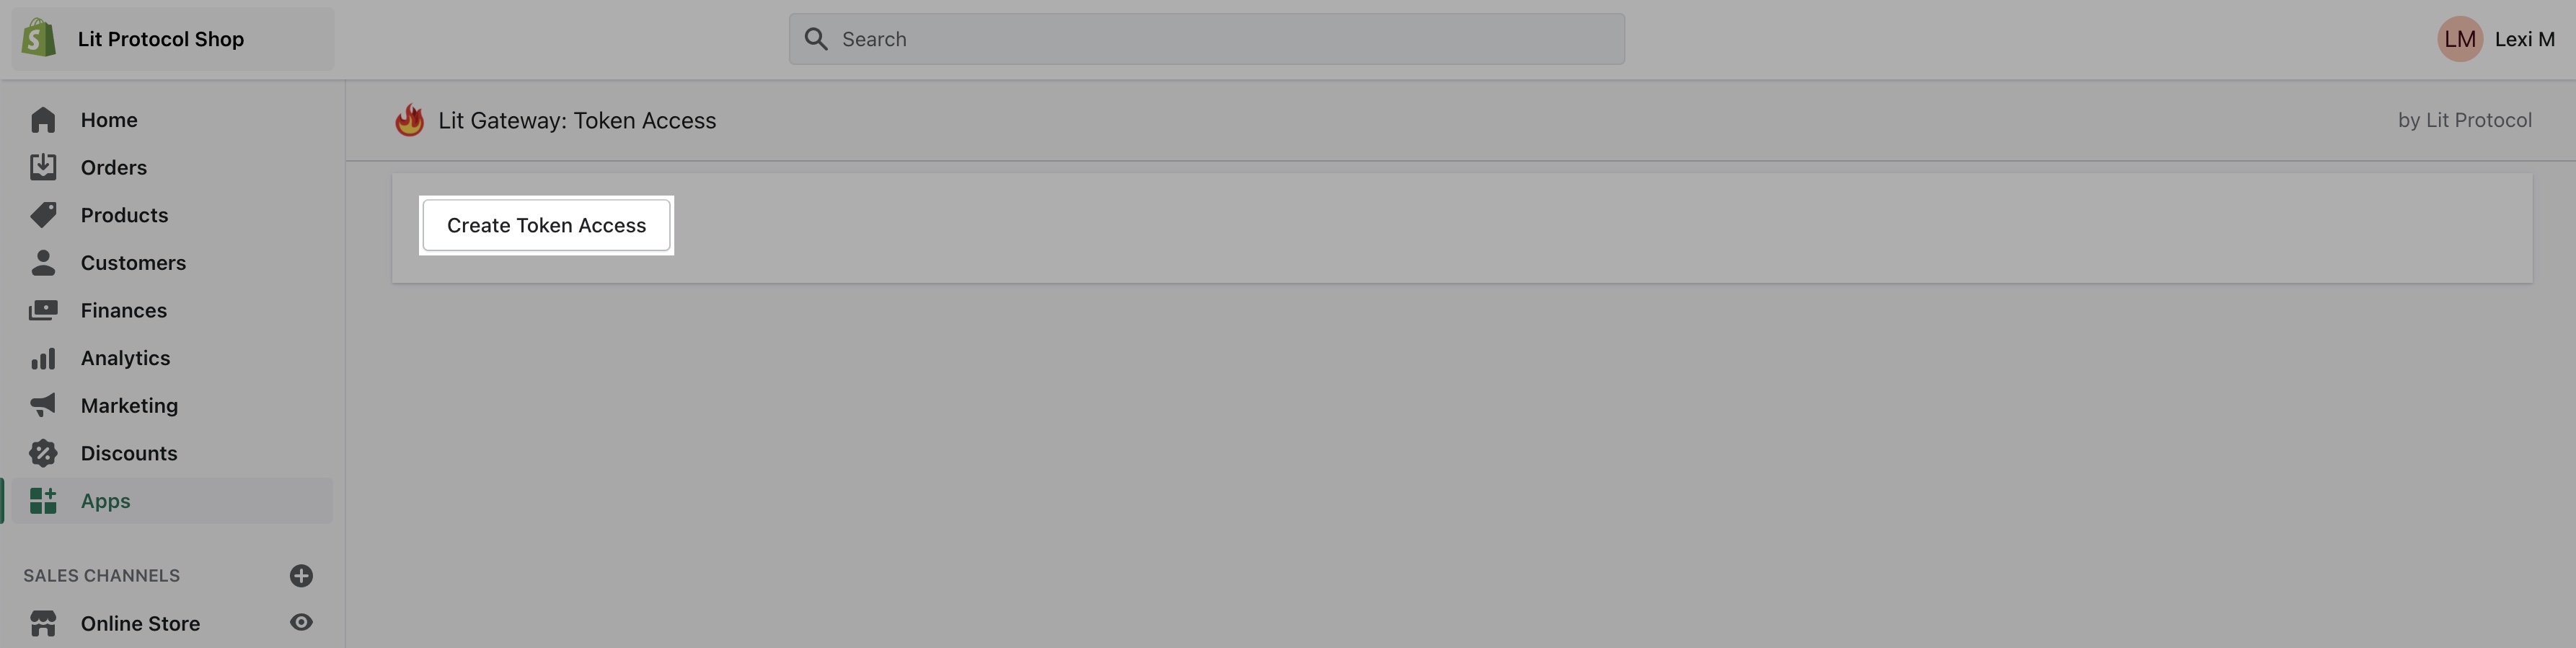 Lit Protocol Shop
Search
LM Lexi M
Home
Orders
Products
Customers
Finances
Analytics
Marketing
Discounts
Apps
SALES CHANNELS
Online Store
Lit Gateway: Token Access
by Lit Protocol
Create Token Access